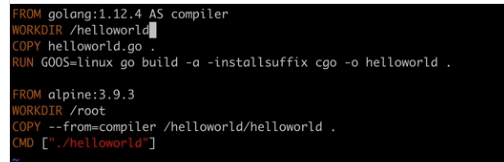 FROM golang:1.12.4 AS compiler
WORKDIR /helloworld
COPY helloworld.go .
RUN GOOS=linux go build -a -installsuffix cgo -o helloworld .
FROM alpine:3.9.3
WORKDIR /root
COPY --from=compiler /helloworld/helloworld .
CMD ["./helloworld"]
~